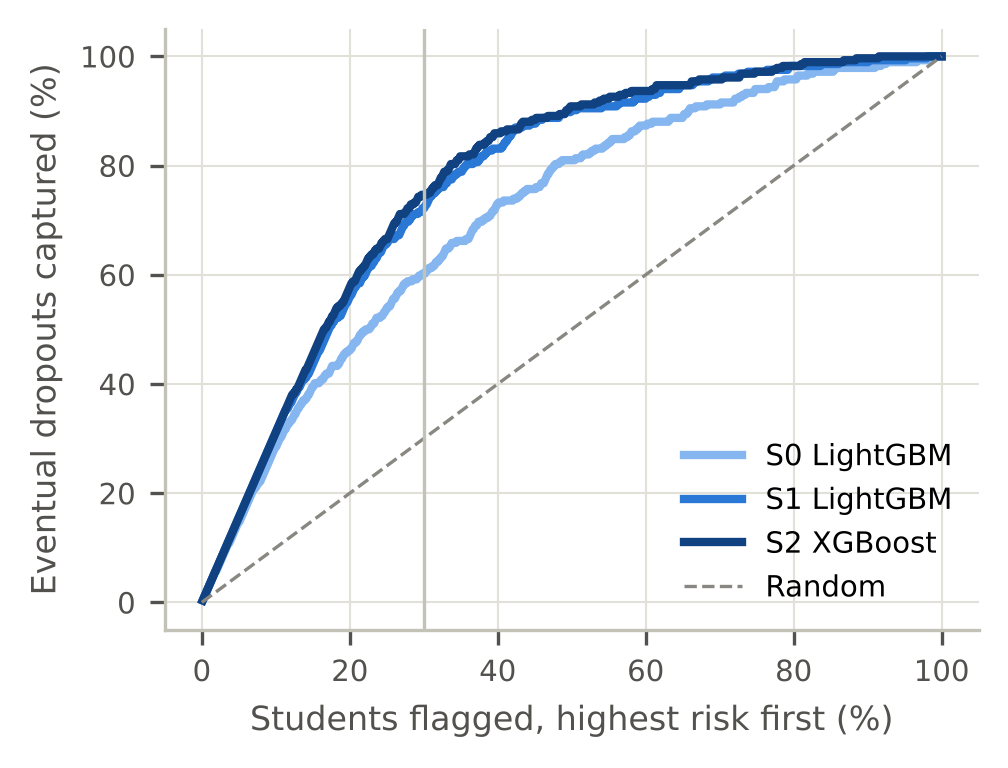 Eventual dropouts captured (%)
100
80
60
40
20
0
S0 LightGBM
S1 LightGBM
S2 XGBoost
Random
0 20 40 60 80 100
Students flagged, highest risk first (%)